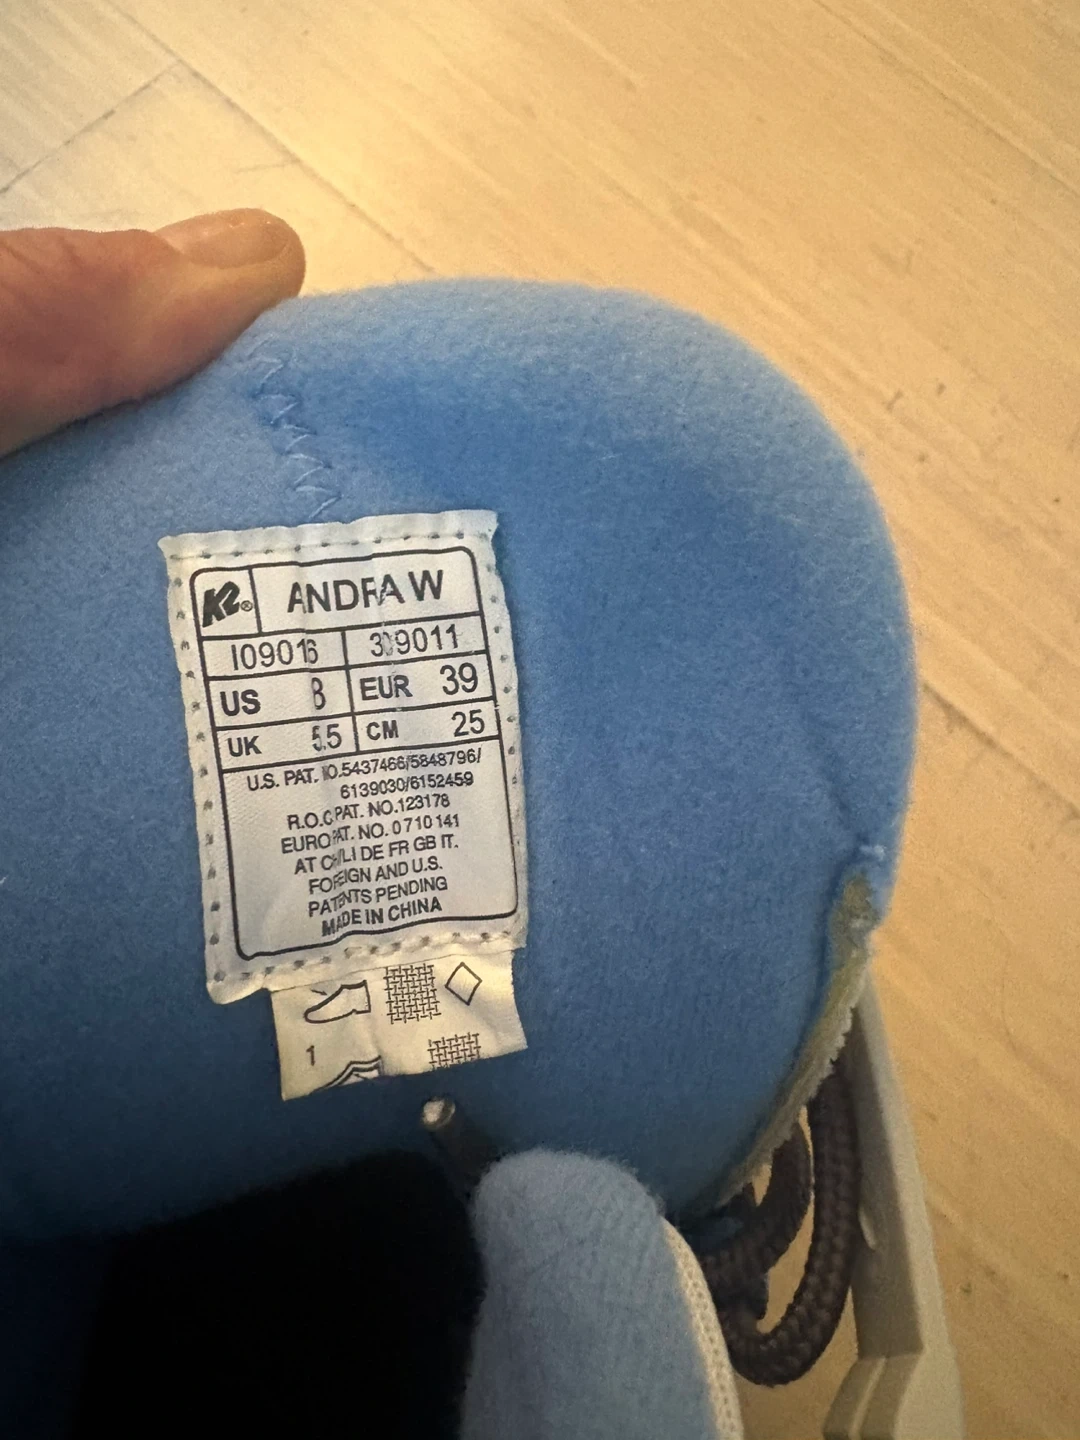 K2® ANDRA W
I09016 309011
US 8 EUR 39
UK 5.5 CM 25
U.S. PAT. NO.5437466/5848796/
6139030/6152459
R.O.C PAT. NO.123178
EURO PAT. NO. 0 710 141
AT CH/LI DE FR GB IT.
FOREIGN AND U.S.
PATENTS PENDING
MADE IN CHINA
1